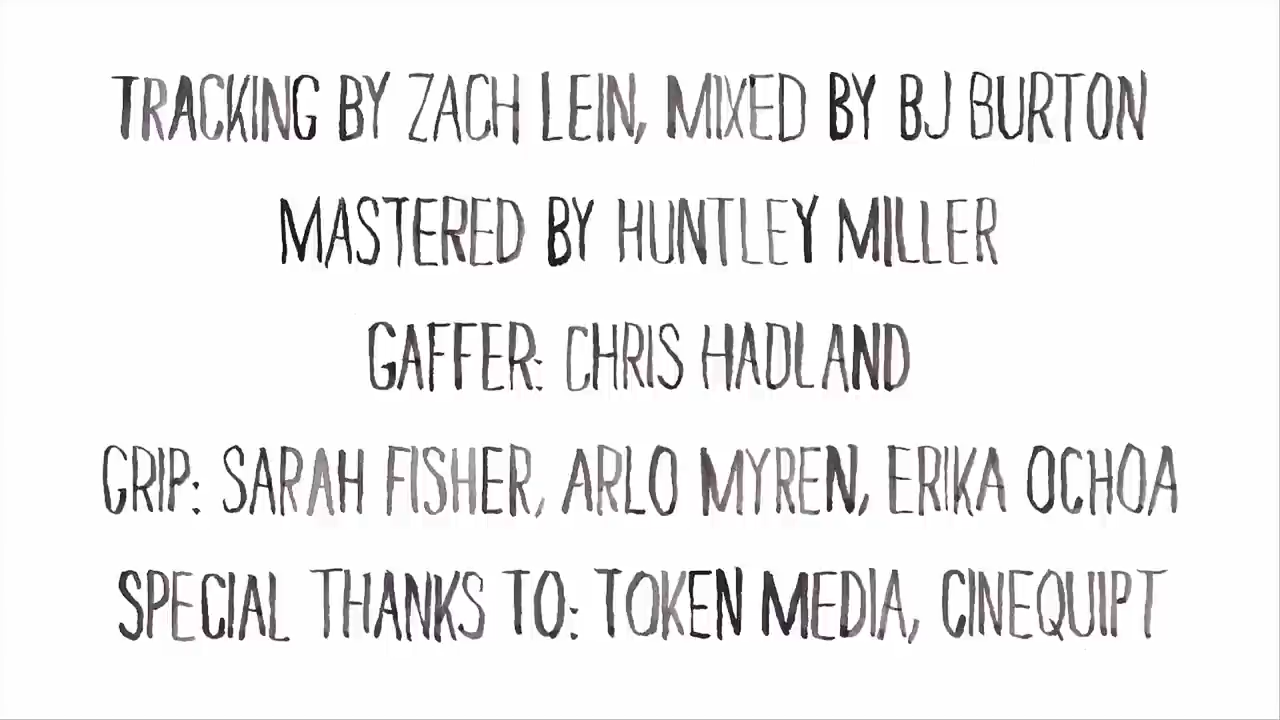 TRACKING BY ZACH LEIN, MIXED BY BJ BURTON
MASTERED BY HUNTLEY MILLER
GAFFER: CHRIS HADLAND
GRIP: SARAH FISHER, ARLO MYREN, ERIKA OCHOA
SPECIAL THANKS TO: TOKEN MEDIA, CINEQUIPT